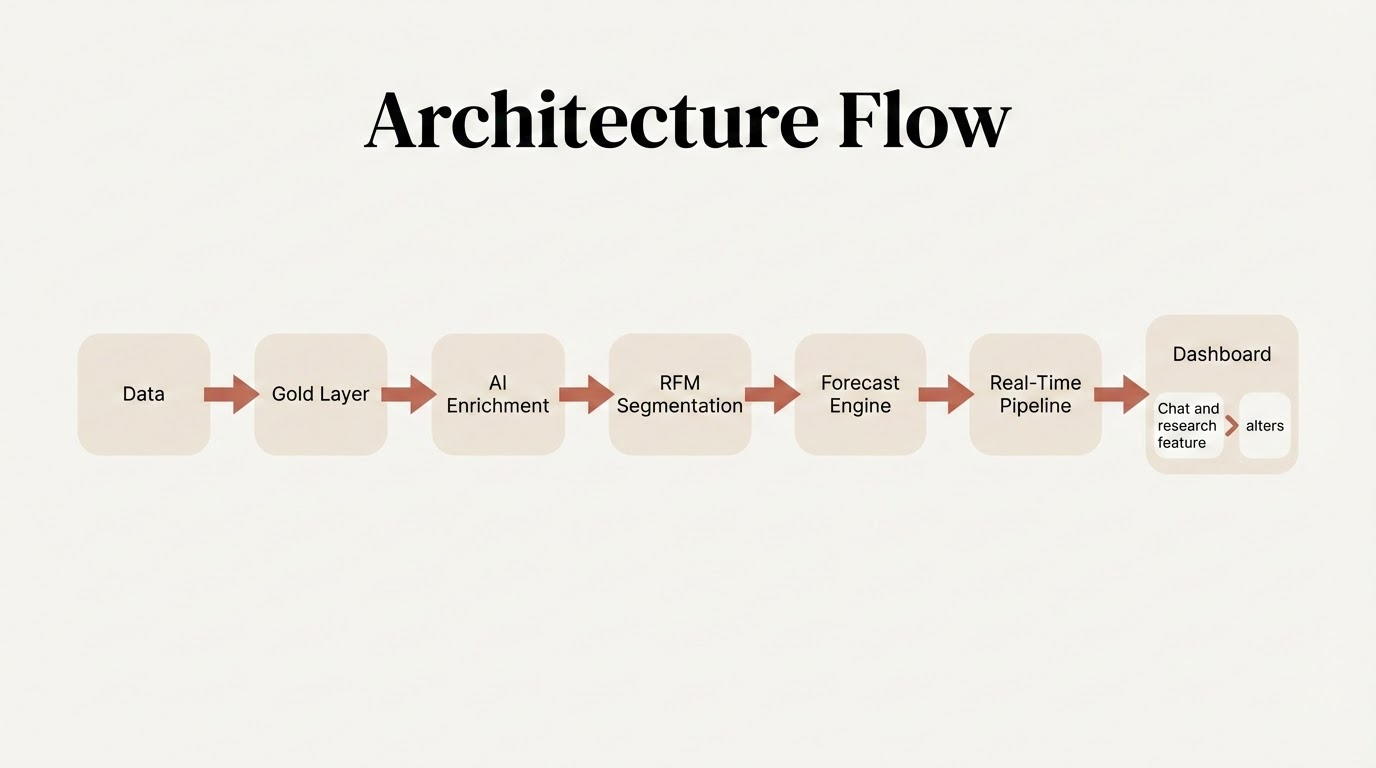 Architecture Flow
Data
Gold Layer
AI
Enrichment
RFM
Segmentation
Forecast
Engine
Real-Time
Pipeline
Dashboard
Chat and
research
feature
alters